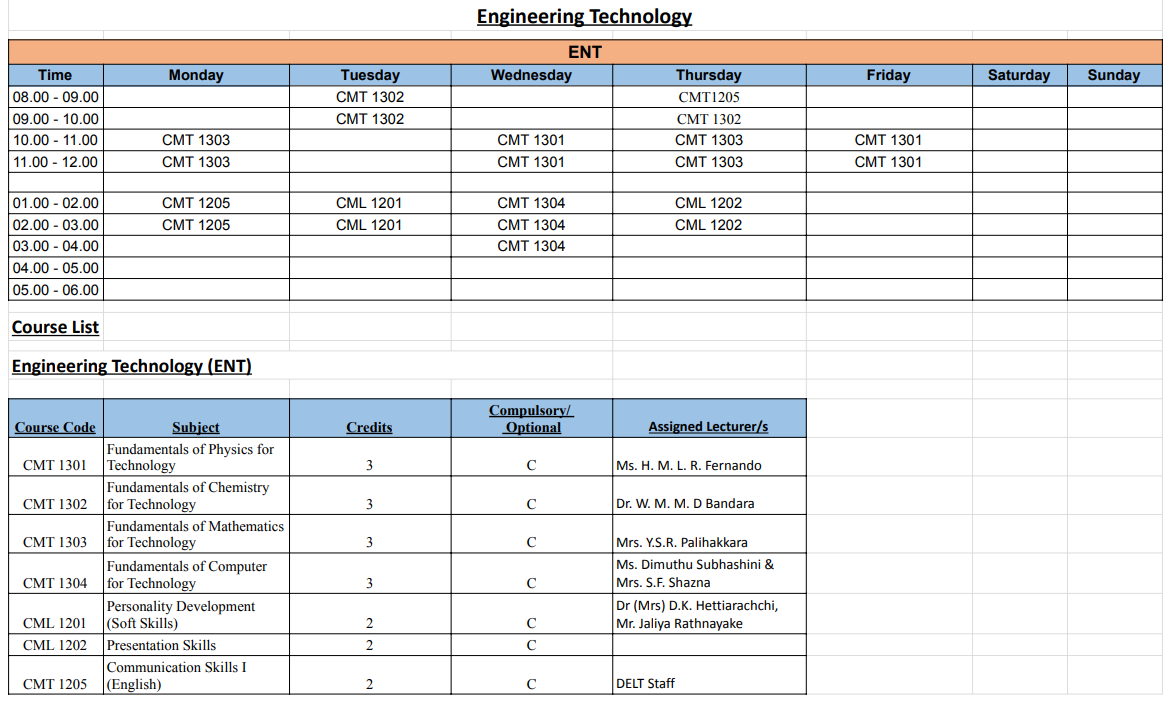 Engineering Technology
ENT
Time Monday Tuesday Wednesday Thursday Friday Saturday Sunday
08.00 - 09.00 CMT 1302 CMT1205
09.00 - 10.00 CMT 1302 CMT 1302
10.00 - 11.00 CMT 1303 CMT 1301 CMT 1303 CMT 1301
11.00 - 12.00 CMT 1303 CMT 1301 CMT 1303 CMT 1301
01.00 - 02.00 CMT 1205 CML 1201 CMT 1304 CML 1202
02.00 - 03.00 CMT 1205 CML 1201 CMT 1304 CML 1202
03.00 - 04.00 CMT 1304
04.00 - 05.00
05.00 - 06.00
Course List
Engineering Technology (ENT)
Compulsory/
Course Code Subject Credits Optional Assigned Lecturer/s
Fundamentals of Physics for
CMT 1301 Technology 3 C Ms. H. M. L. R. Fernando
Fundamentals of Chemistry
CMT 1302 for Technology 3 C Dr. W. M. M. D Bandara
Fundamentals of Mathematics
CMT 1303 for Technology 3 C Mrs. Y.S.R. Palihakkara
Fundamentals of Computer Ms. Dimuthu Subhashini &
CMT 1304 for Technology 3 C Mrs. S.F. Shazna
Personality Development Dr (Mrs) D.K. Hettiarachchi,
CML 1201 (Soft Skills) 2 C Mr. Jaliya Rathnayake
CML 1202 Presentation Skills 2 C
Communication Skills I
CMT 1205 (English) 2 C DELT Staff